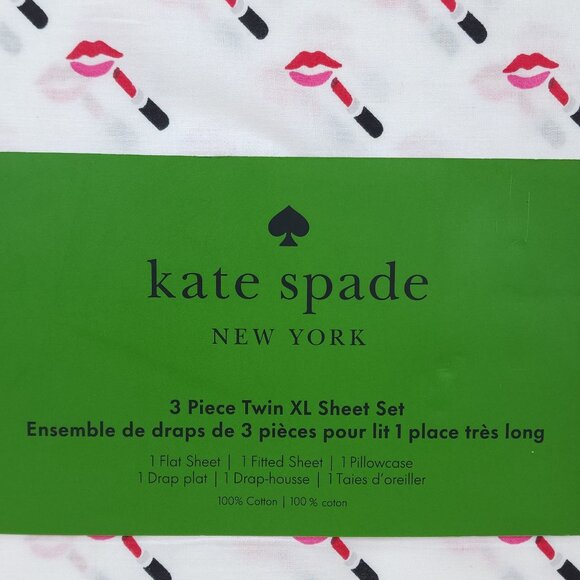 kate spade
NEW YORK
3 Piece Twin XL Sheet Set
Ensemble de draps de 3 pièces pour lit 1 place très long
1 Flat Sheet | 1 Fitted Sheet | 1 Pillowcase
1 Drap plat | 1 Drap-housse | 1 Taies d'oreiller
100% Cotton | 100 % coton